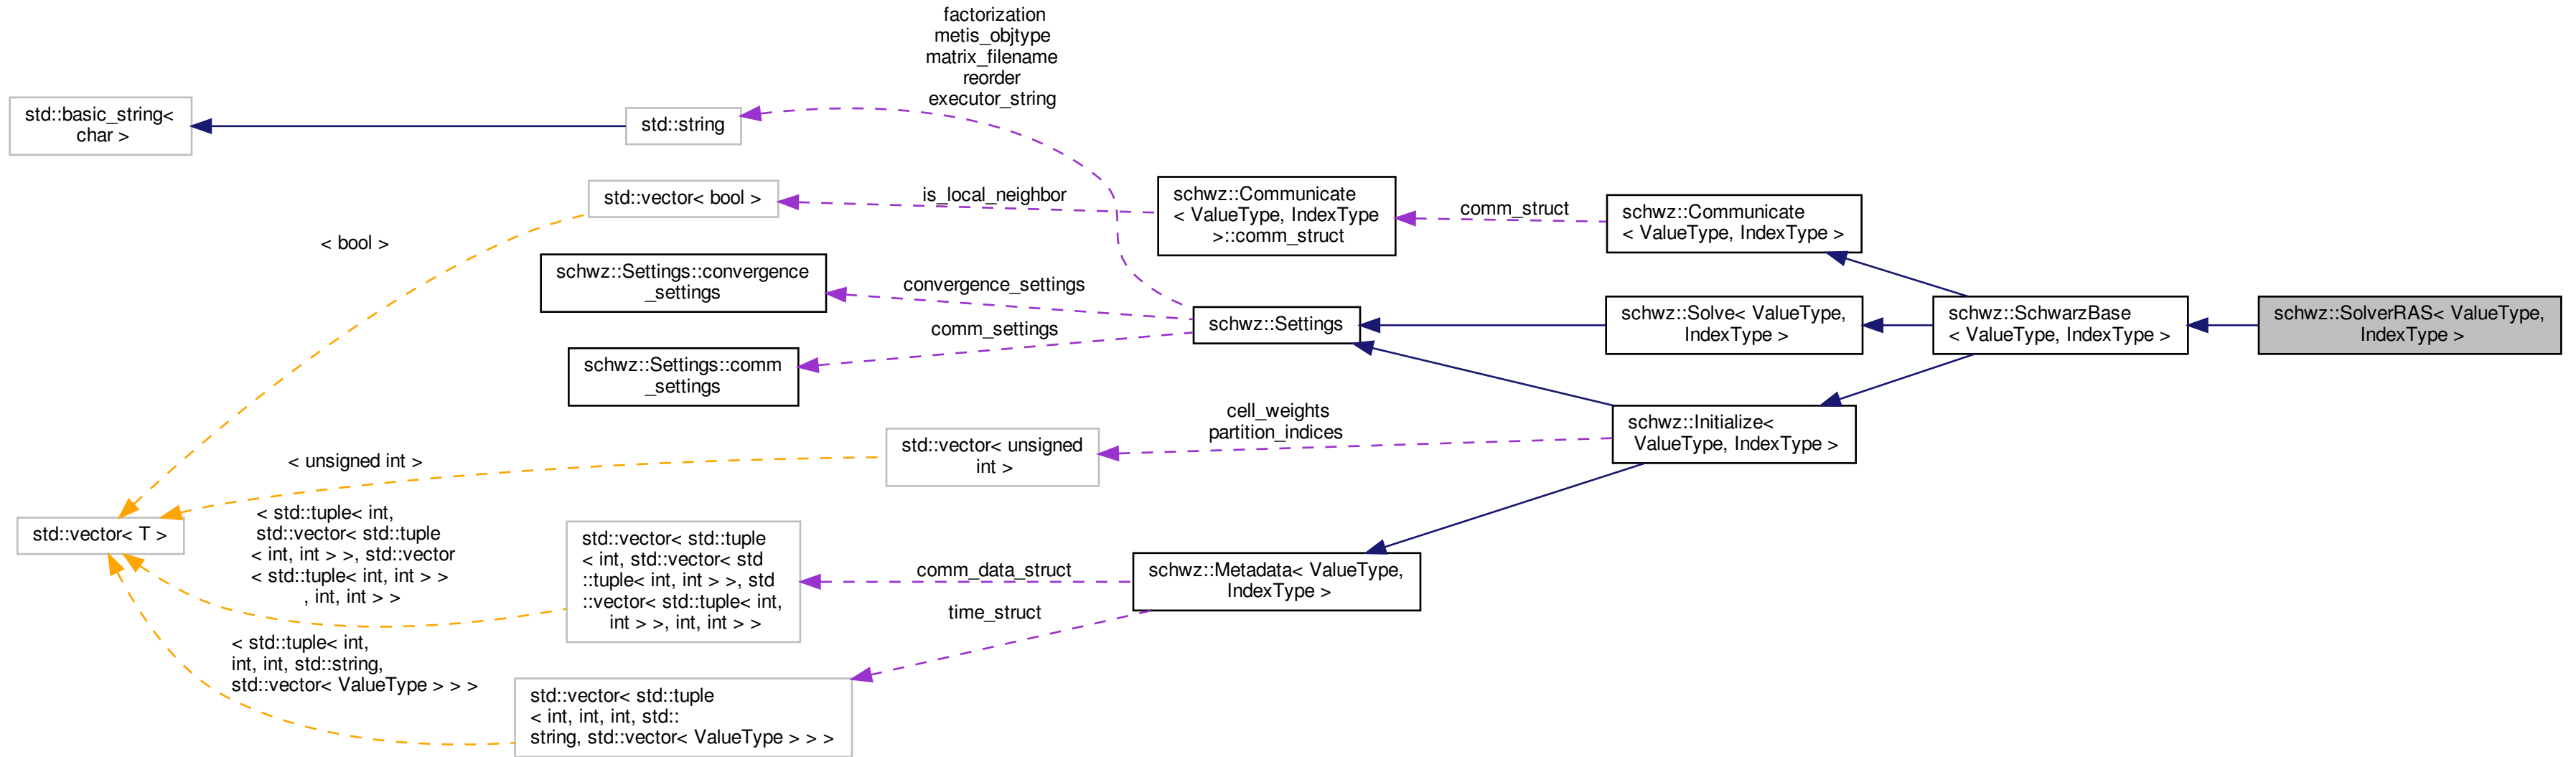 factorization
metis_objtype
matrix_filename
reorder
executor_string
std::basic_string<
char >
std::string
std::vector< bool >
is_local_neighbor
schwz::Communicate
< ValueType, IndexType
>::comm_struct
comm_struct
schwz::Communicate
< ValueType, IndexType >
< bool >
schwz::Settings::convergence
_settings
convergence_settings
comm_settings
schwz::Settings
schwz::Solve< ValueType,
IndexType >
schwz::SchwarzBase
< ValueType, IndexType >
schwz::SolverRAS< ValueType,
IndexType >
schwz::Settings::comm
_settings
cell_weights
partition_indices
schwz::Initialize<
ValueType, IndexType >
std::vector< unsigned
int >
< unsigned int >
std::vector< T >
< std::tuple< int,
std::vector< std::tuple
< int, int > >, std::vector
< std::tuple< int, int > >
, int, int > >
std::vector< std::tuple
< int, std::vector< std
::tuple< int, int > >, std
::vector< std::tuple< int,
int > >, int, int > >
comm_data_struct
time_struct
schwz::Metadata< ValueType,
IndexType >
< std::tuple< int,
int, int, std::string,
std::vector< ValueType > > >
std::vector< std::tuple
< int, int, int, std::
string, std::vector< ValueType > > >